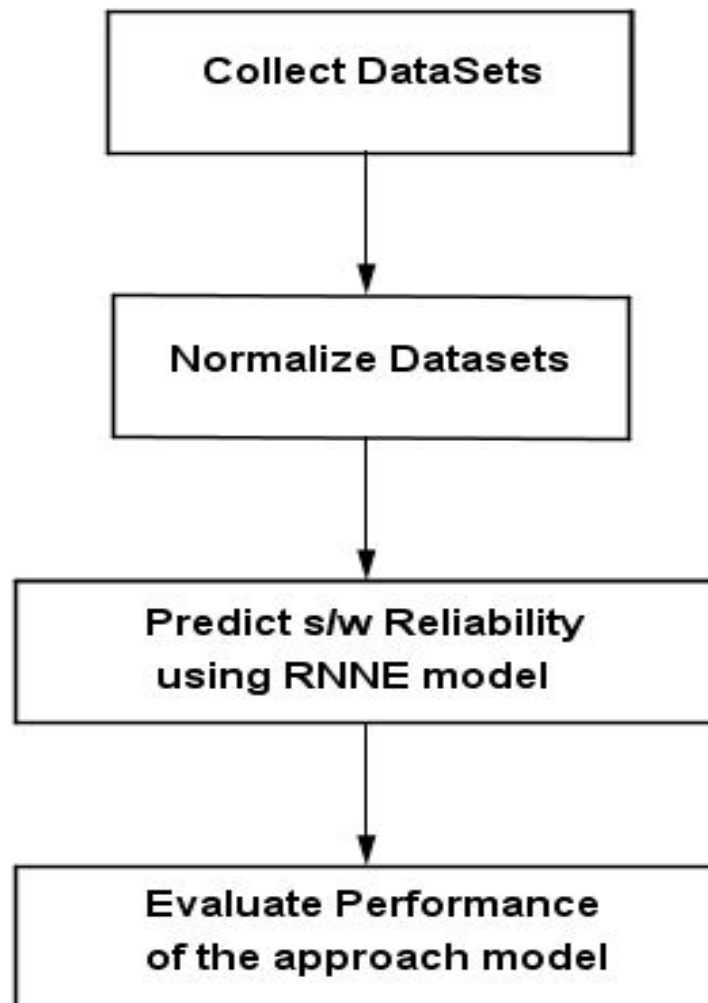 Collect DataSets
Normalize Datasets
Predict s/w Reliability
using RNNE model
Evaluate Performance
of the approach model